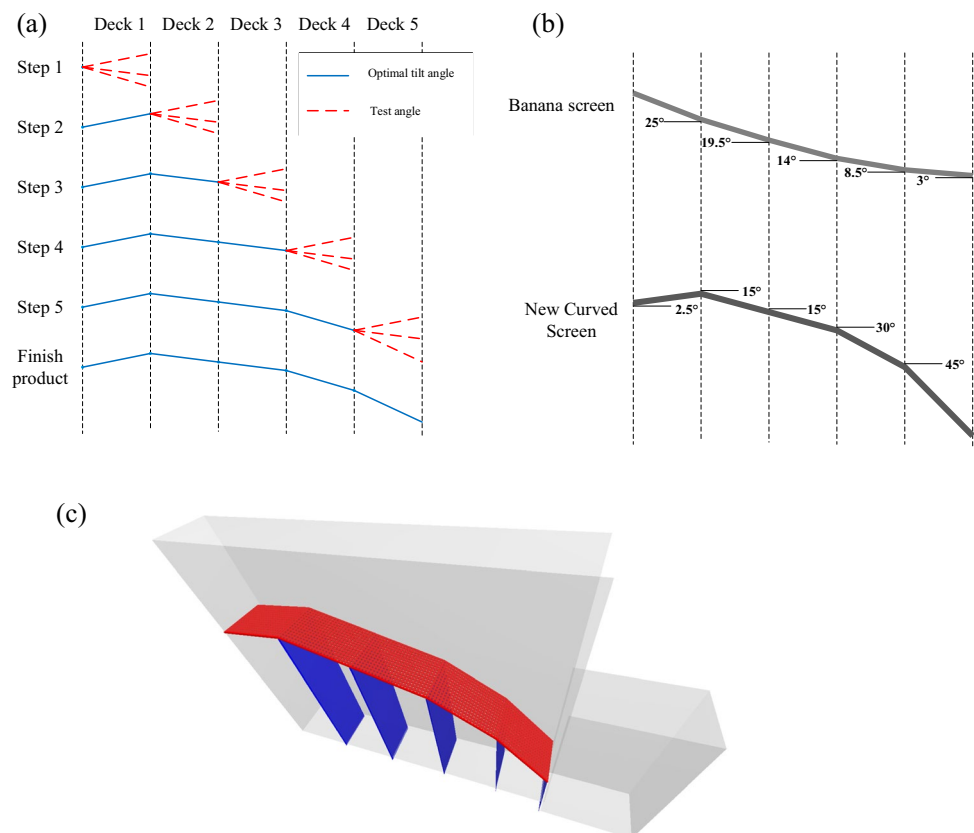 (a)
Deck 1 Deck 2 Deck 3 Deck 4 Deck 5
Step 1
Step 2
Step 3
Step 4
Step 5
Finish
product
Optimal tilt angle
Test angle
(b)
Banana screen
25°
19.5°
14°
8.5°
3°
New Curved
Screen
2.5°
15°
15°
30°
45°
(c)